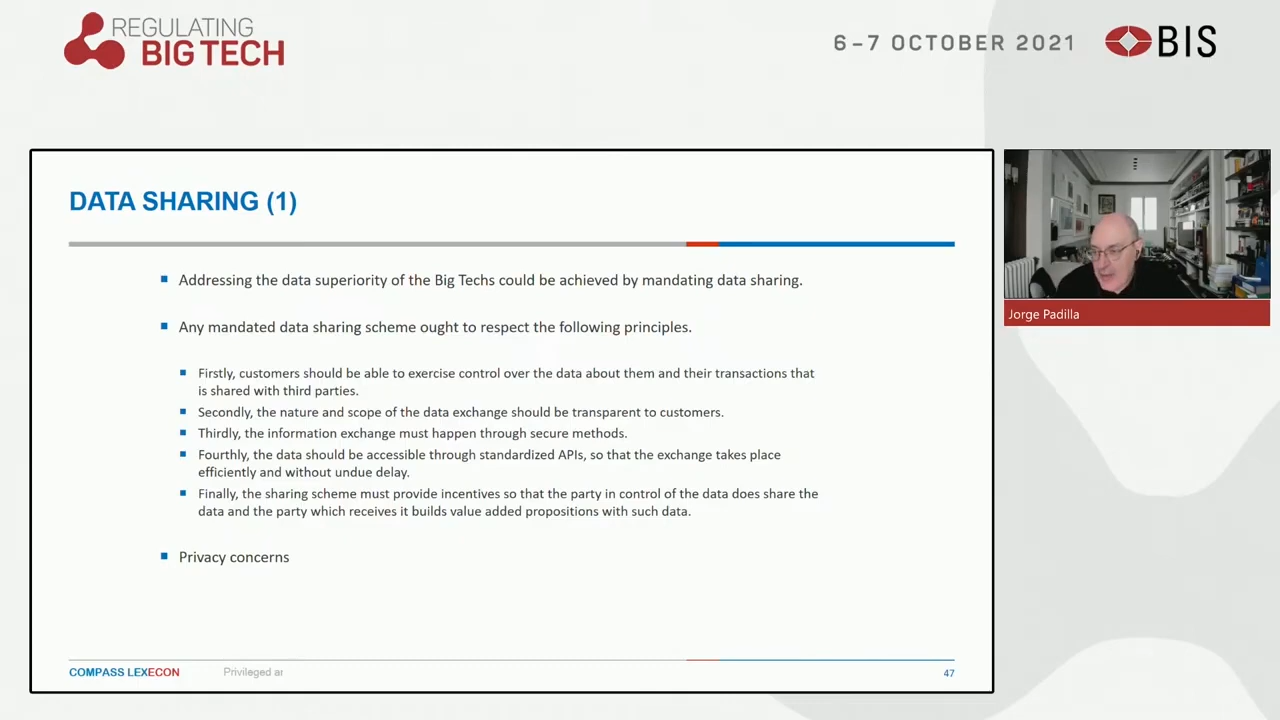 REGULATING
BIG TECH
6–7 OCTOBER 2021
BIS
DATA SHARING (1)
Addressing the data superiority of the Big Techs could be achieved by mandating data sharing.
Any mandated data sharing scheme ought to respect the following principles.
Firstly, customers should be able to exercise control over the data about them and their transactions that
is shared with third parties.
Secondly, the nature and scope of the data exchange should be transparent to customers.
Thirdly, the information exchange must happen through secure methods.
Fourthly, the data should be accessible through standardized APIs, so that the exchange takes place
efficiently and without undue delay.
Finally, the sharing scheme must provide incentives so that the party in control of the data does share the
data and the party which receives it builds value added propositions with such data.
Privacy concerns
COMPASS LEXECON
Privileged ar
47
Jorge Padilla